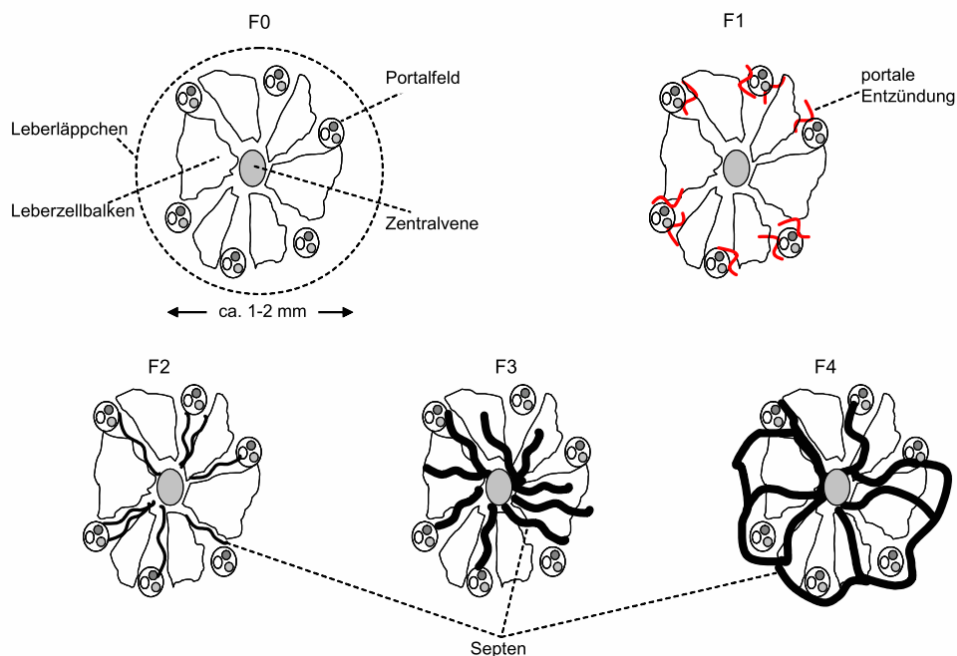 F0
F1
Portalfeld
portale
Entzündung
Leberläppchen
Leberzellbalken
Zentralvene
ca. 1-2 mm
F2
F3
F4
Septen